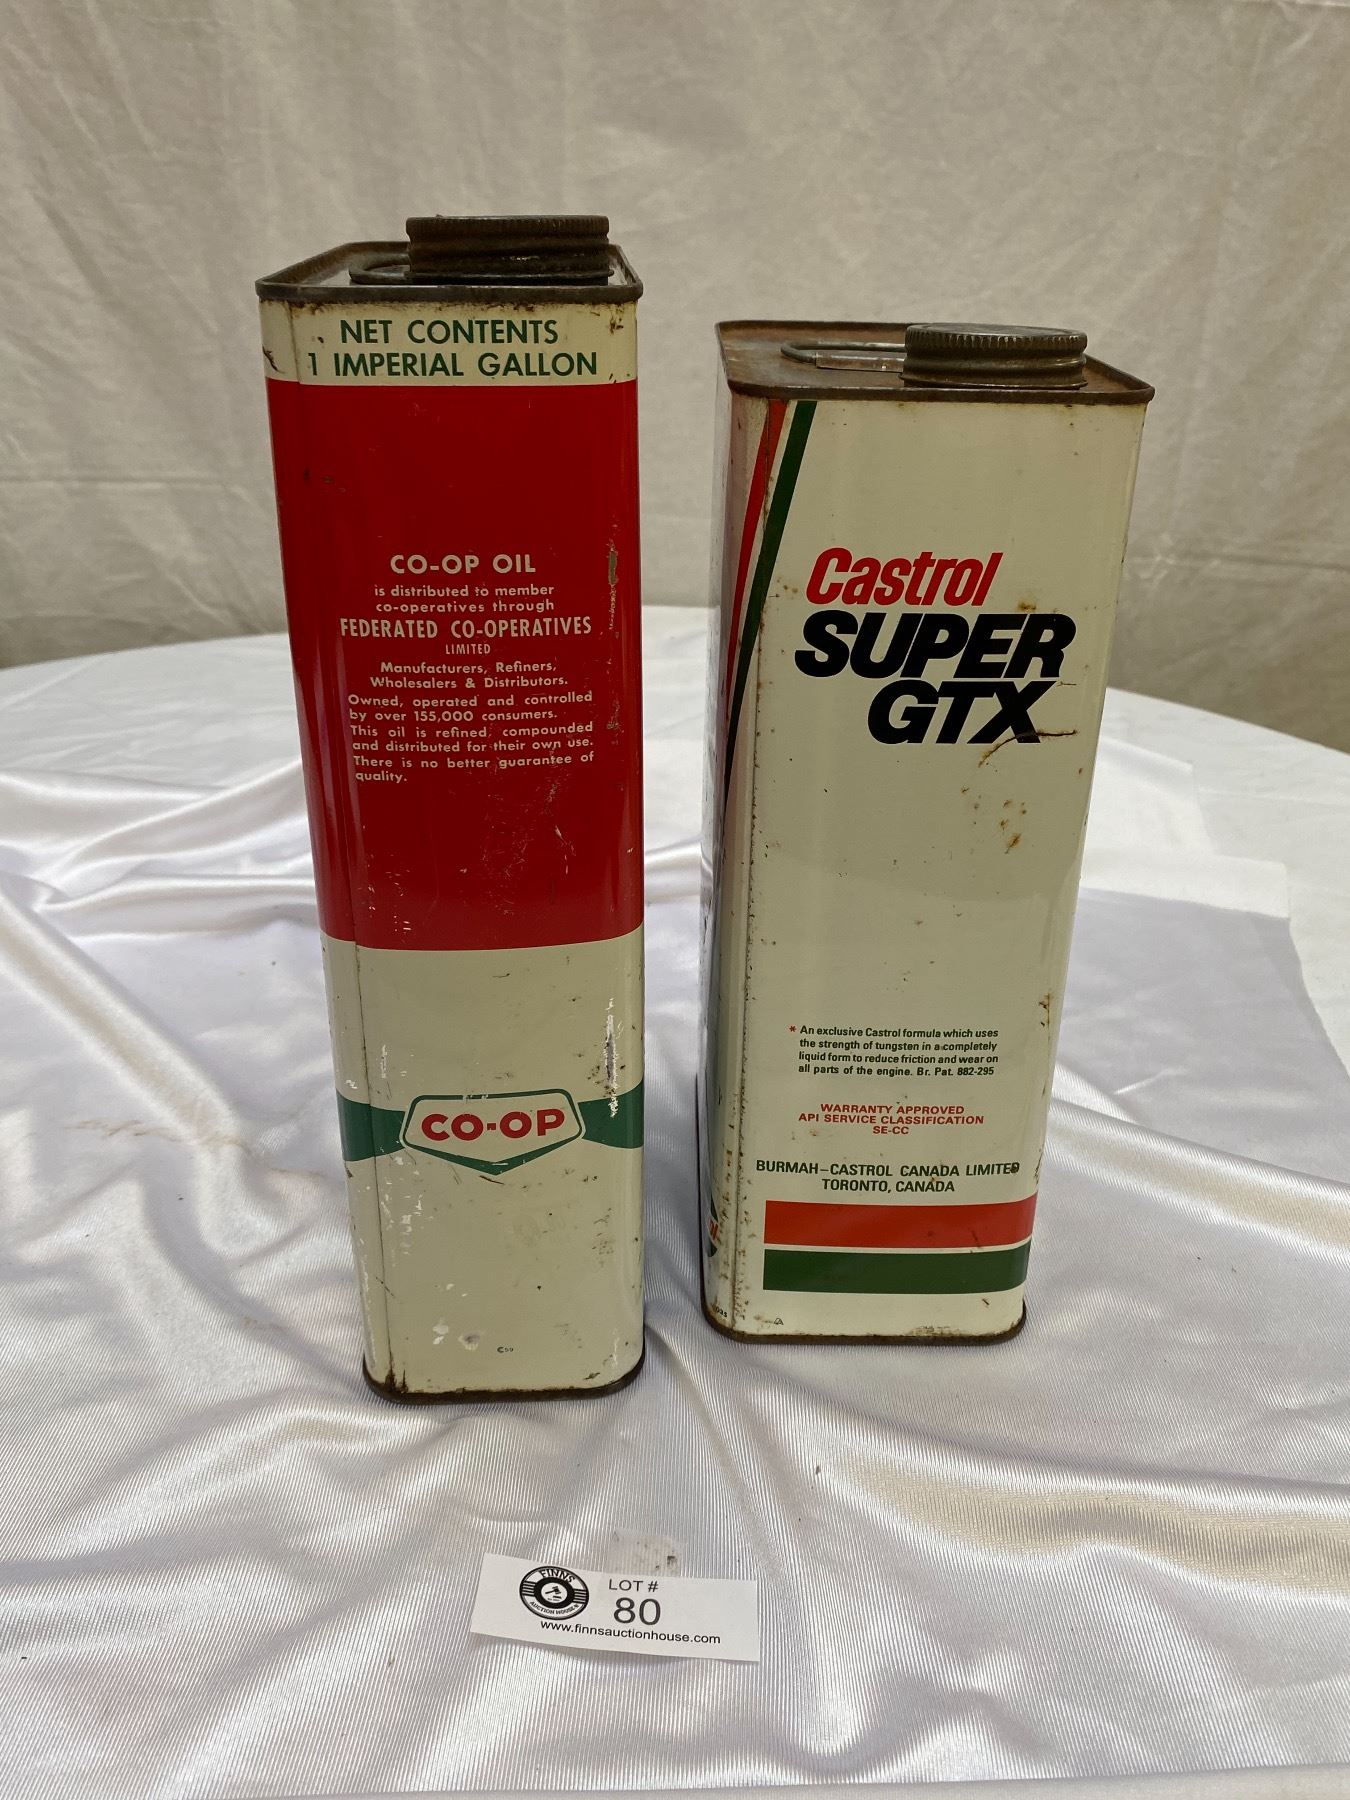 NET CONTENTS
1 IMPERIAL GALLON
CO-OP OIL
is distributed to member
co-operatives through
FEDERATED CO-OPERATIVES
LIMITED
Manufacturers, Refiners,
Wholesalers & Distributors.
Owned, operated and controlled
by over 155,000 consumers.
This oil is refined, compounded
and distributed for their own use.
There is no better guarantee of
quality.
CO-OP
Castrol
SUPER
GTX
* An exclusive Castrol formula which uses
the strength of tungsten in a completely
liquid form to reduce friction and wear on
all parts of the engine. Br. Pat. 882-295
WARRANTY APPROVED
API SERVICE CLASSIFICATION
SE-CC
BURMAH-CASTROL CANADA LIMITED
TORONTO, CANADA
FINNS
AUCTION HOUSE
LOT #
80
www.finnsauctionhouse.com